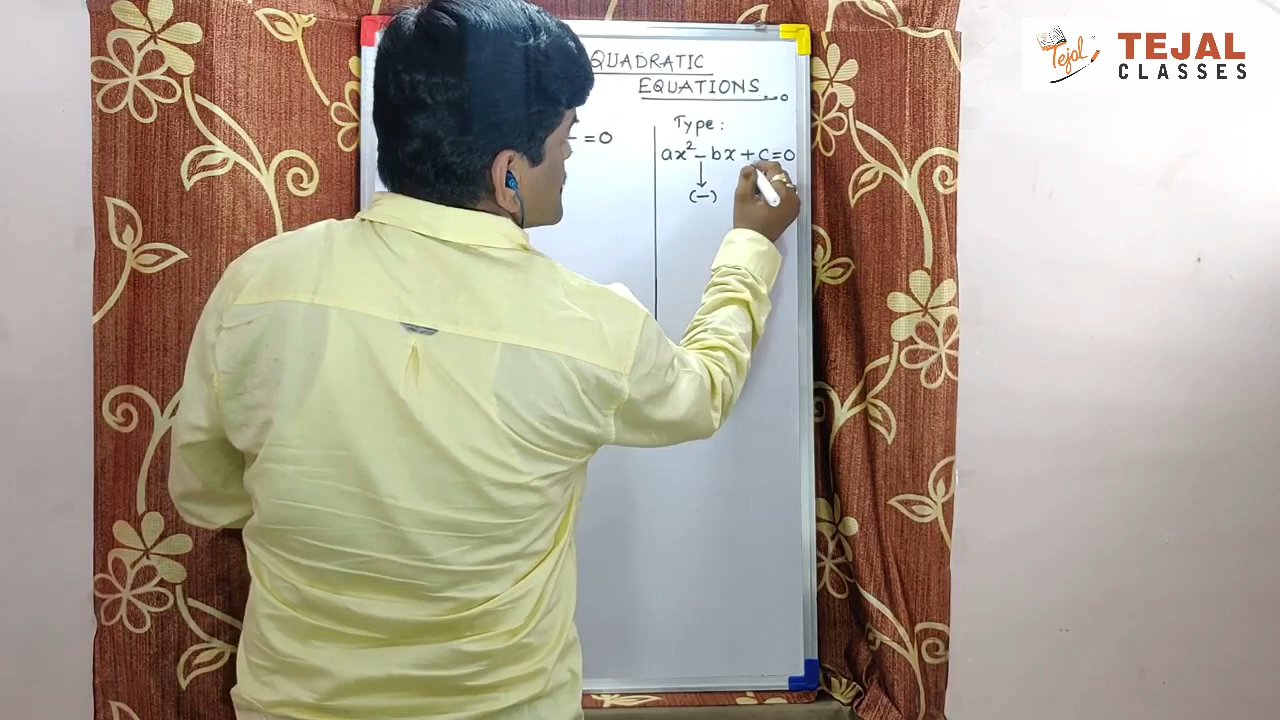 QUADRATIC
EQUATIONS
= 0
Type :
ax² - bx + c = 0
(-)
Tejal
TEJAL
CLASSES